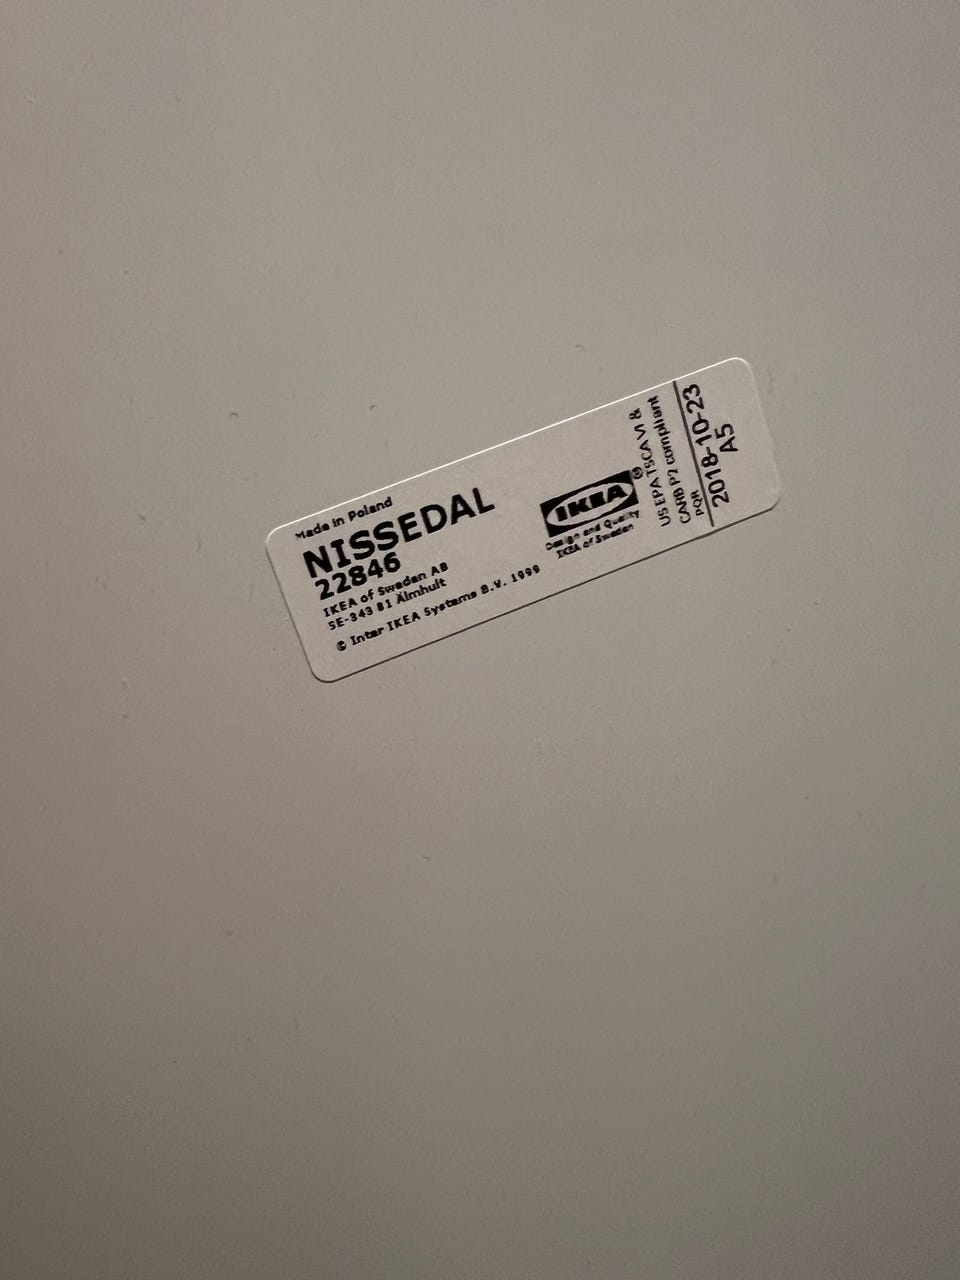 Made in Poland
NISSEDAL
22846
IKEA of Sweden AB
SE-343 81 Älmhult
© Inter IKEA Systems B.V. 1999
IKEA®
Design and Quality
IKEA of Sweden
US EPA TSCA VI &
CARB P2 compliant
PQR
2018-10-23
A5